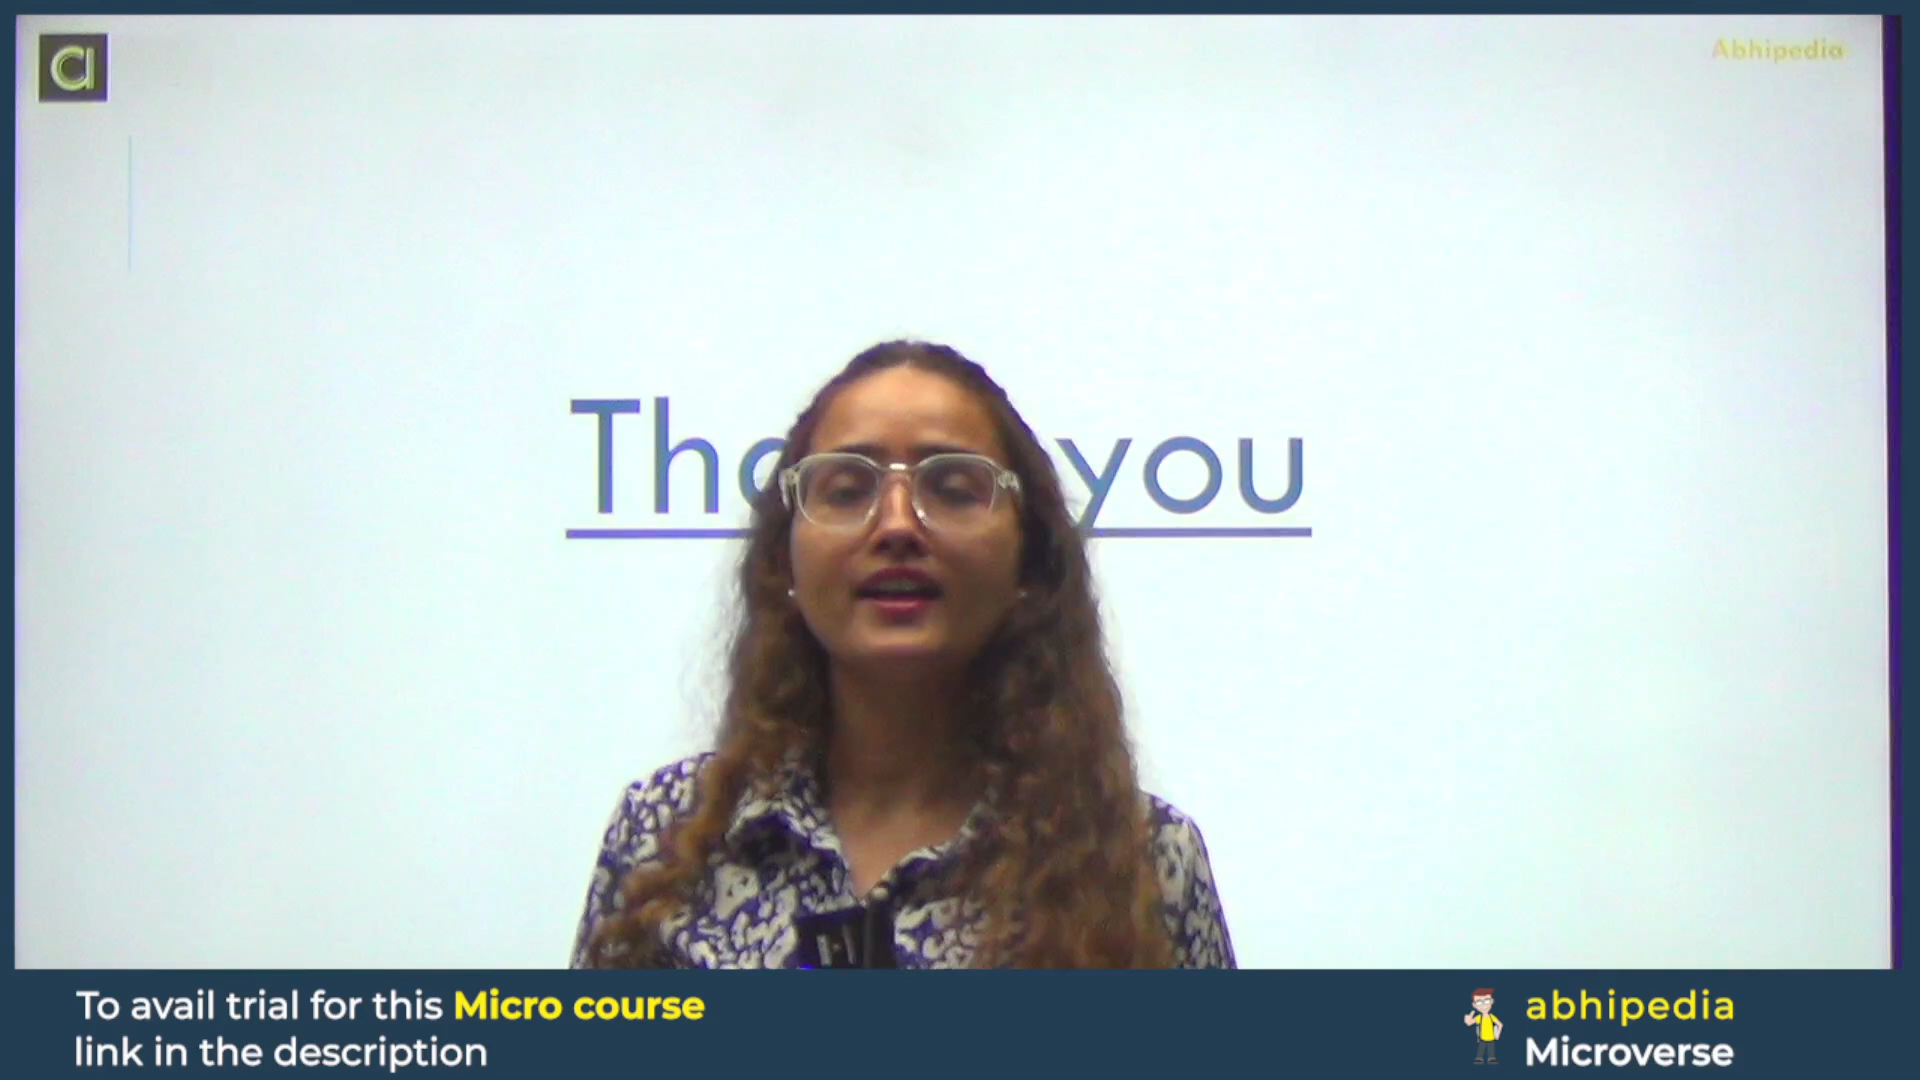 Abhipedia
you
To avail trial for this Micro course
link in the description
abhipedia
Microverse